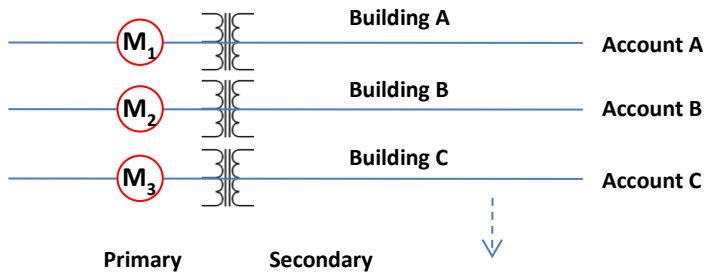 Building A
M1 Account A
Building B
M2 Account B
Building C
M3 Account C
Primary Secondary